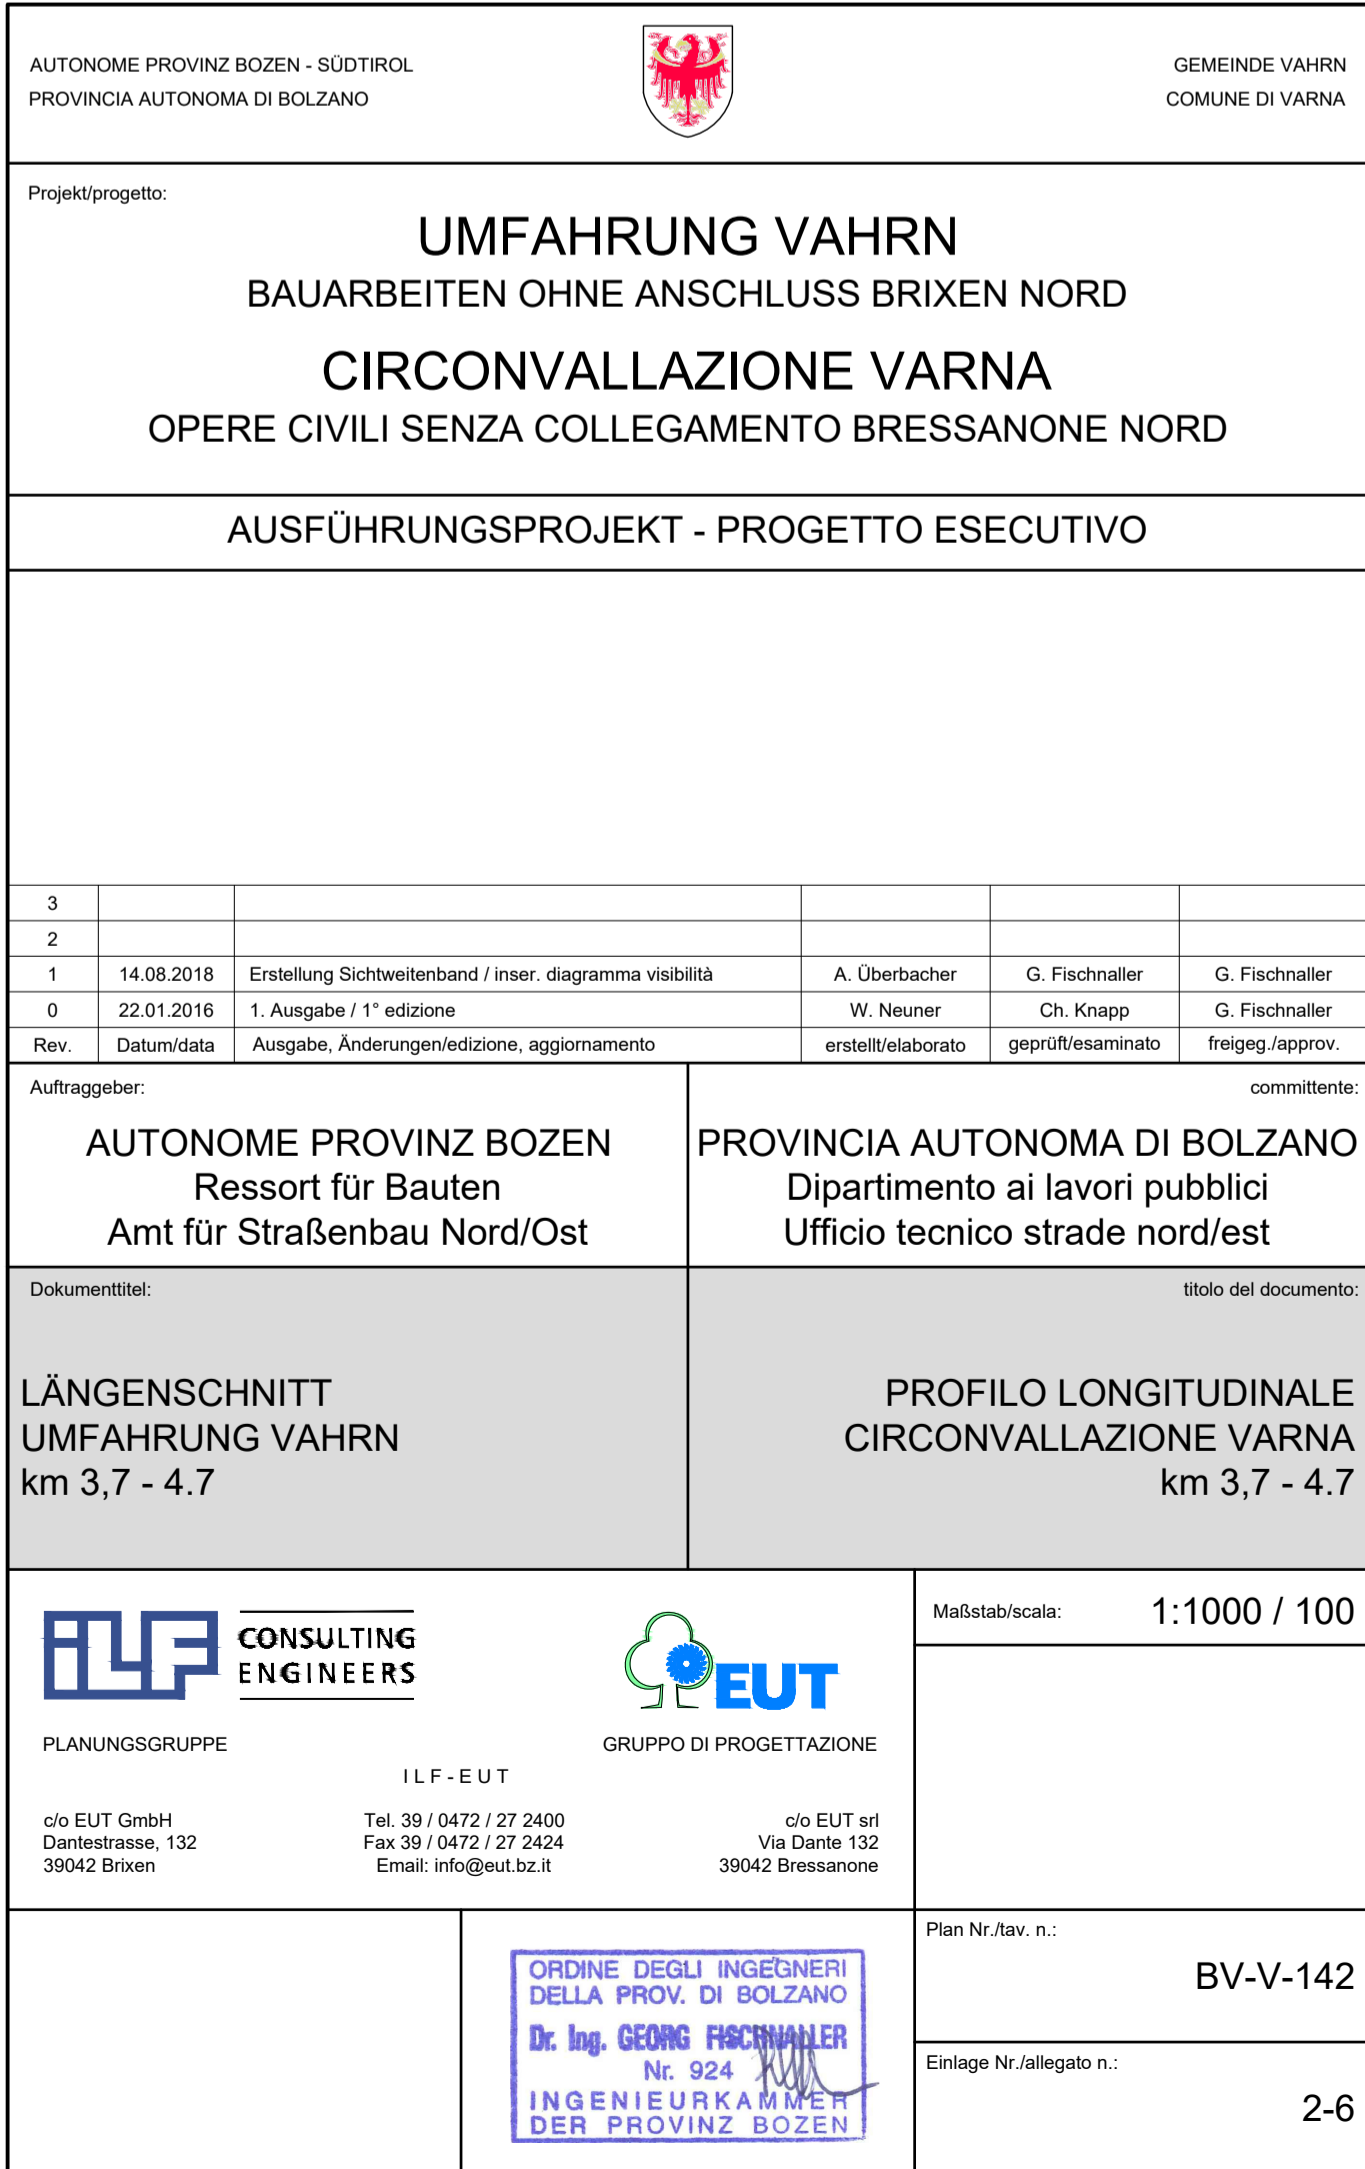 AUTONOME PROVINZ BOZEN - SÜDTIROL
PROVINCIA AUTONOMA DI BOLZANO
GEMEINDE VAHRN
COMUNE DI VARNA
Projekt/progetto:
UMFAHRUNG VAHRN
BAUARBEITEN OHNE ANSCHLUSS BRIXEN NORD
CIRCONVALLAZIONE VARNA
OPERE CIVILI SENZA COLLEGAMENTO BRESSANONE NORD
AUSFÜHRUNGSPROJEKT - PROGETTO ESECUTIVO
3
2
1 14.08.2018 Erstellung Sichtweitenband / inser. diagramma visibilità A. Überbacher G. Fischnaller G. Fischnaller
0 22.01.2016 1. Ausgabe / 1° edizione W. Neuner Ch. Knapp G. Fischnaller
Rev. Datum/data Ausgabe, Änderungen/edizione, aggiornamento erstellt/elaborato geprüft/esaminato freigeg./approv.
Auftraggeber:
AUTONOME PROVINZ BOZEN
Ressort für Bauten
Amt für Straßenbau Nord/Ost
committente:
PROVINCIA AUTONOMA DI BOLZANO
Dipartimento ai lavori pubblici
Ufficio tecnico strade nord/est
Dokumenttitel:
LÄNGENSCHNITT
UMFAHRUNG VAHRN
km 3,7 - 4.7
titolo del documento:
PROFILO LONGITUDINALE
CIRCONVALLAZIONE VARNA
km 3,7 - 4.7
iLF CONSULTING
ENGINEERS
EUT
PLANUNGSGRUPPE
GRUPPO DI PROGETTAZIONE
I L F - E U T
c/o EUT GmbH
Dantestrasse, 132
39042 Brixen
Tel. 39 / 0472 / 27 2400
Fax 39 / 0472 / 27 2424
Email: info@eut.bz.it
c/o EUT srl
Via Dante 132
39042 Bressanone
Maßstab/scala: 1:1000 / 100
ORDINE DEGLI INGEGNERI
DELLA PROV. DI BOLZANO
Dr. Ing. GEORG FISCHNALLER
Nr. 924
INGENIEURKAMMER
DER PROVINZ BOZEN
Plan Nr./tav. n.:
BV-V-142
Einlage Nr./allegato n.:
2-6